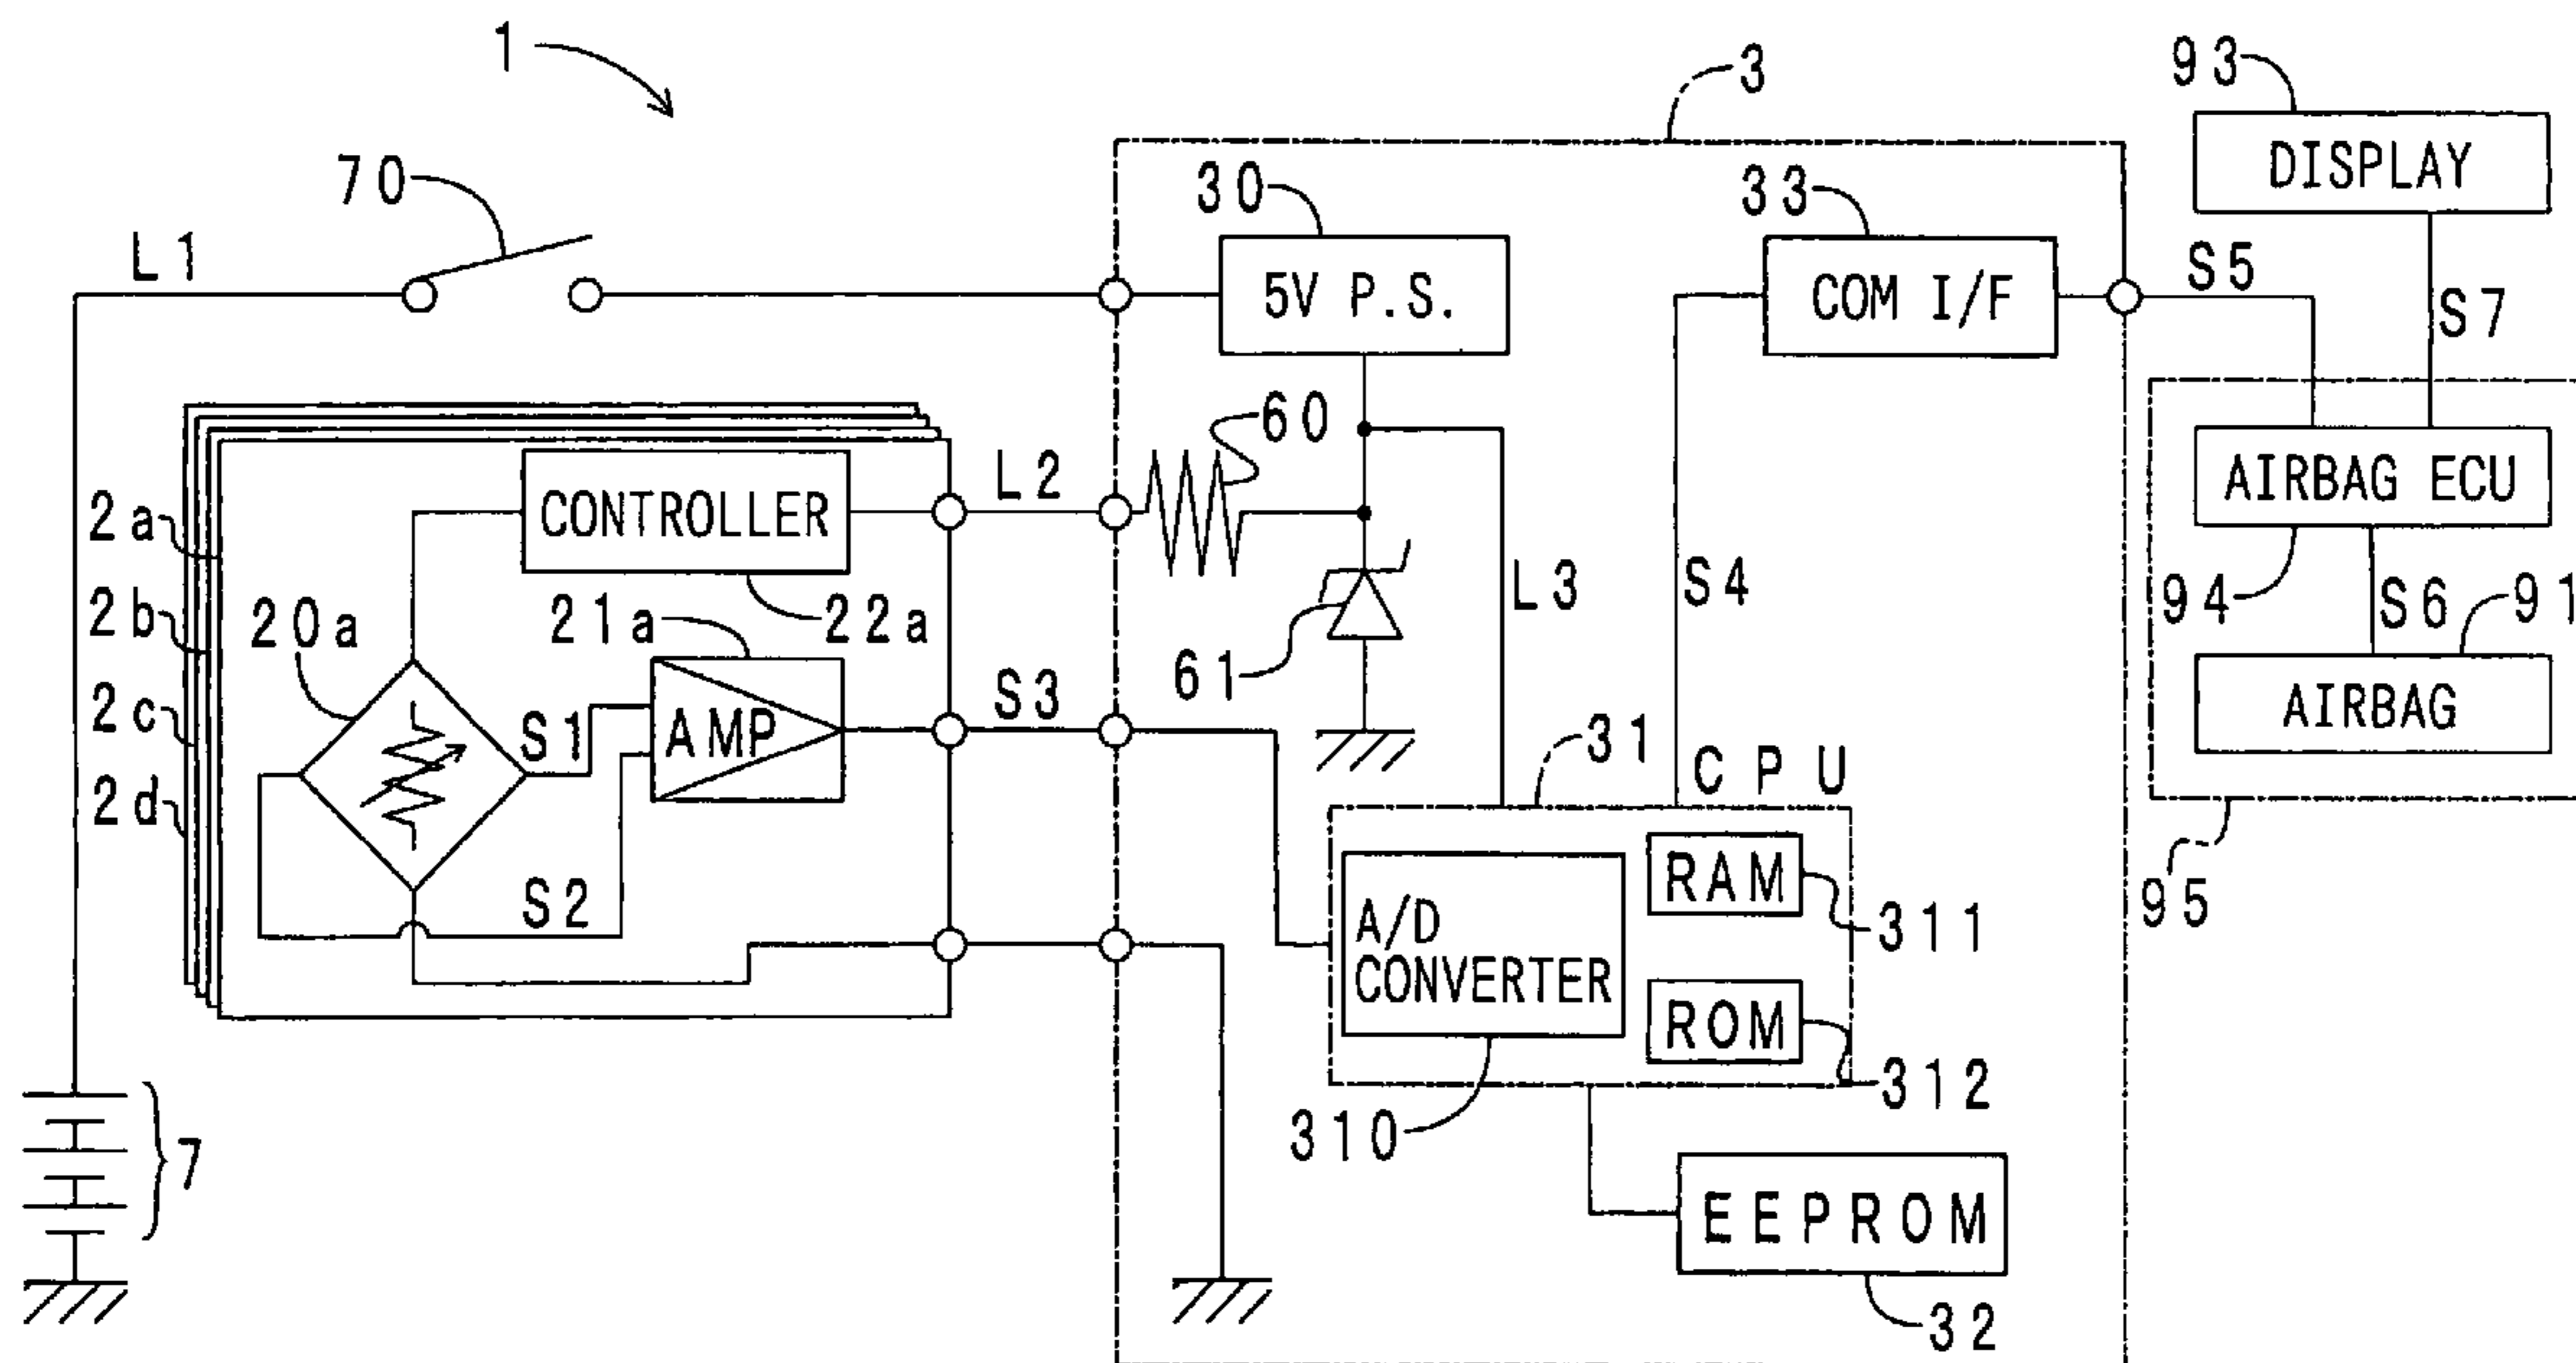 1
3
93
DISPLAY
70
30
33
L1
5V P.S.
COM I/F
S5
S7
60
CONTROLLER
L2
AIRBAG ECU
2a
2b
20a
21a
22a
L3
S4
94
S6
91
2c
S1
AMP
S3
61
AIRBAG
2d
31
CPU
S2
A/D
CONVERTER
RAM
311
95
ROM
312
310
7
EEPROM
32